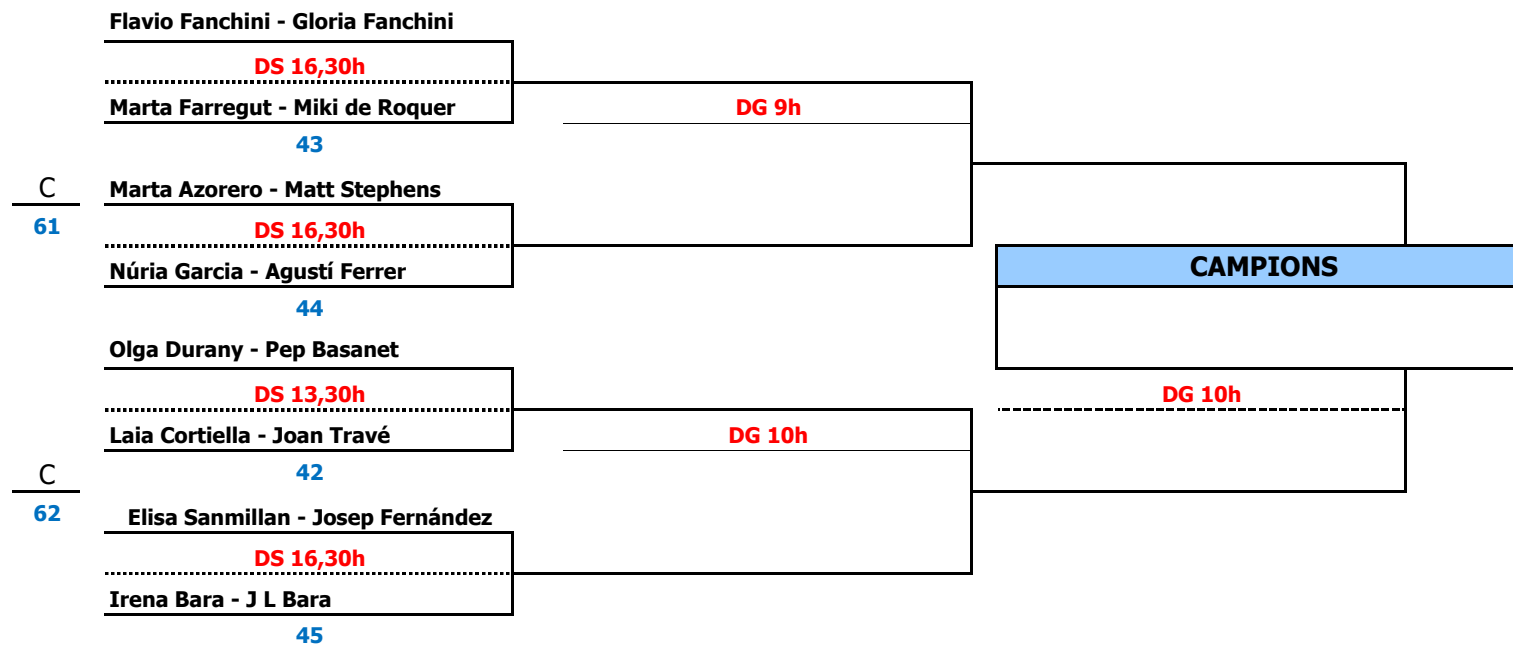 Flavio Fanchini - Gloria Fanchini
DS 16,30h
Marta Farregut - Miki de Roquer
DG 9h
43
C
Marta Azorero - Matt Stephens
61
DS 16,30h
Núria Garcia - Agustí Ferrer
CAMPIONS
44
Olga Durany - Pep Basanet
DS 13,30h
DG 10h
Laia Cortiella - Joan Travé
DG 10h
C
42
62
Elisa Sanmillan - Josep Fernández
DS 16,30h
Irena Bara - J L Bara
45